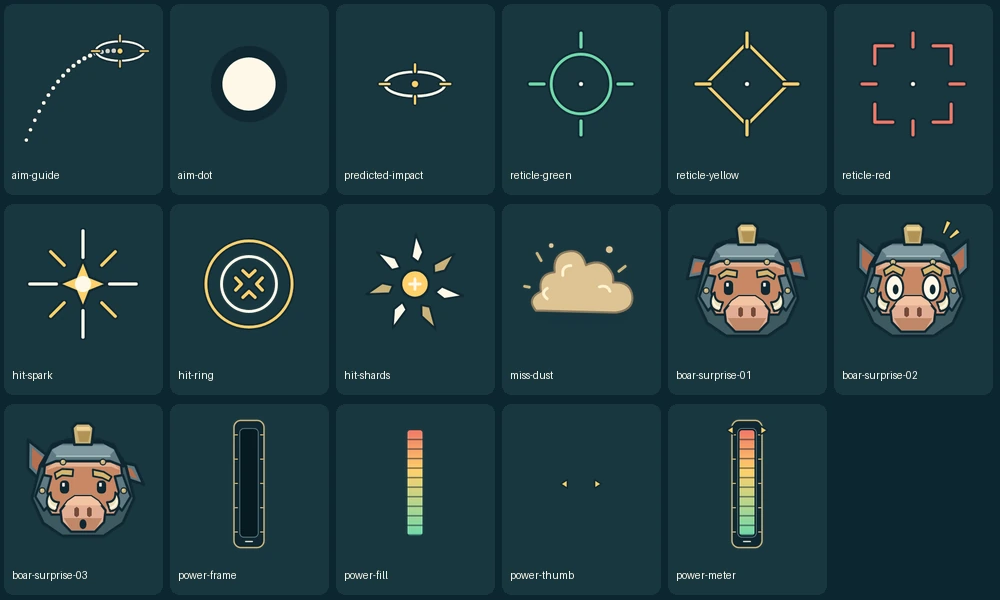 aim-guide
aim-dot
predicted-impact
reticle-green
reticle-yellow
reticle-red
hit-spark
hit-ring
hit-shards
miss-dust
boar-surprise-01
boar-surprise-02
boar-surprise-03
power-frame
power-fill
power-thumb
power-meter